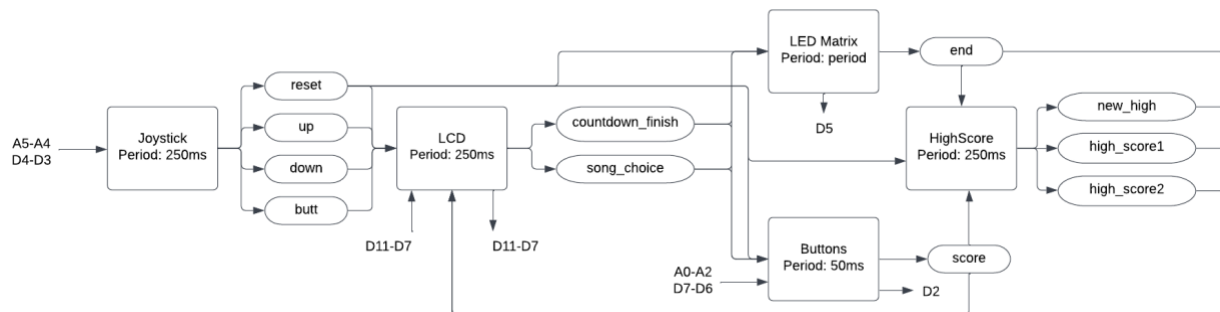 A5-A4
D4-D3
Joystick
Period: 250ms
reset
up
down
butt
LCD
Period: 250ms
D11-D7
D11-D7
countdown_finish
song_choice
LED Matrix
Period: period
D5
end
Buttons
Period: 50ms
A0-A2
D7-D6
D2
score
HighScore
Period: 250ms
new_high
high_score1
high_score2